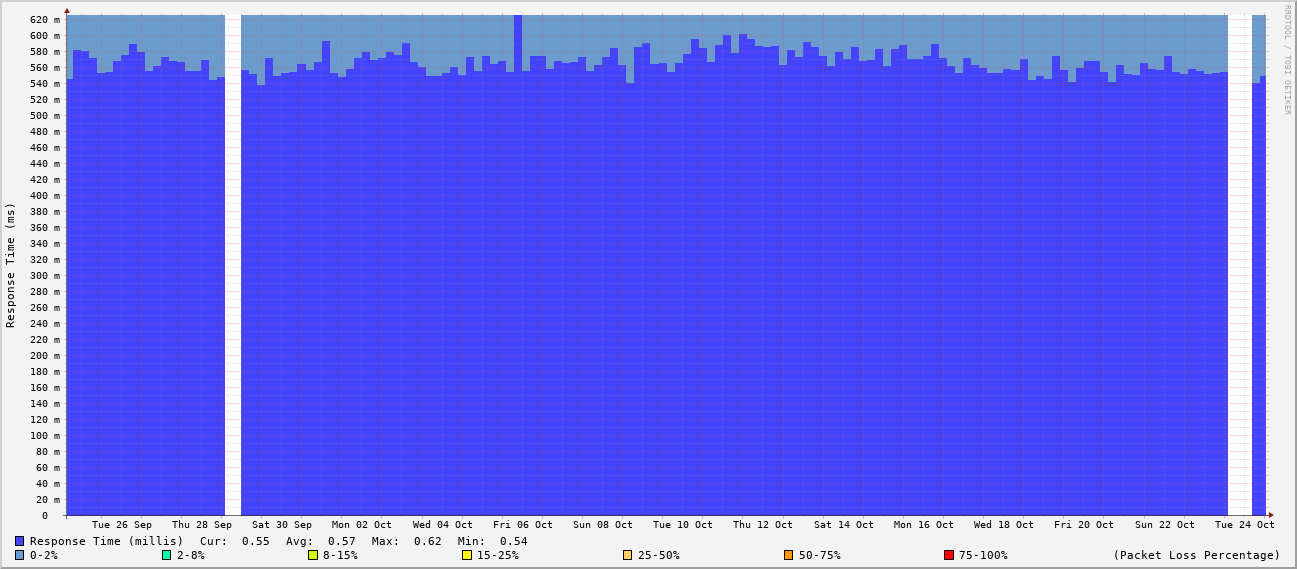 620 m
600 m
580 m
560 m
540 m
520 m
500 m
480 m
460 m
440 m
420 m
400 m
380 m
360 m
340 m
320 m
300 m
280 m
260 m
240 m
220 m
200 m
180 m
160 m
140 m
120 m
100 m
80 m
60 m
40 m
20 m
0
Response Time (ms)
RRDTOOL / TOBI OETIKER
Tue 26 Sep Thu 28 Sep Sat 30 Sep Mon 02 Oct Wed 04 Oct Fri 06 Oct Sun 08 Oct Tue 10 Oct Thu 12 Oct Sat 14 Oct Mon 16 Oct Wed 18 Oct Fri 20 Oct Sun 22 Oct Tue 24 Oct
Response Time (millis) Cur: 0.55 Avg: 0.57 Max: 0.62 Min: 0.54
0-2% 2-8% 8-15% 15-25% 25-50% 50-75% 75-100% (Packet Loss Percentage)